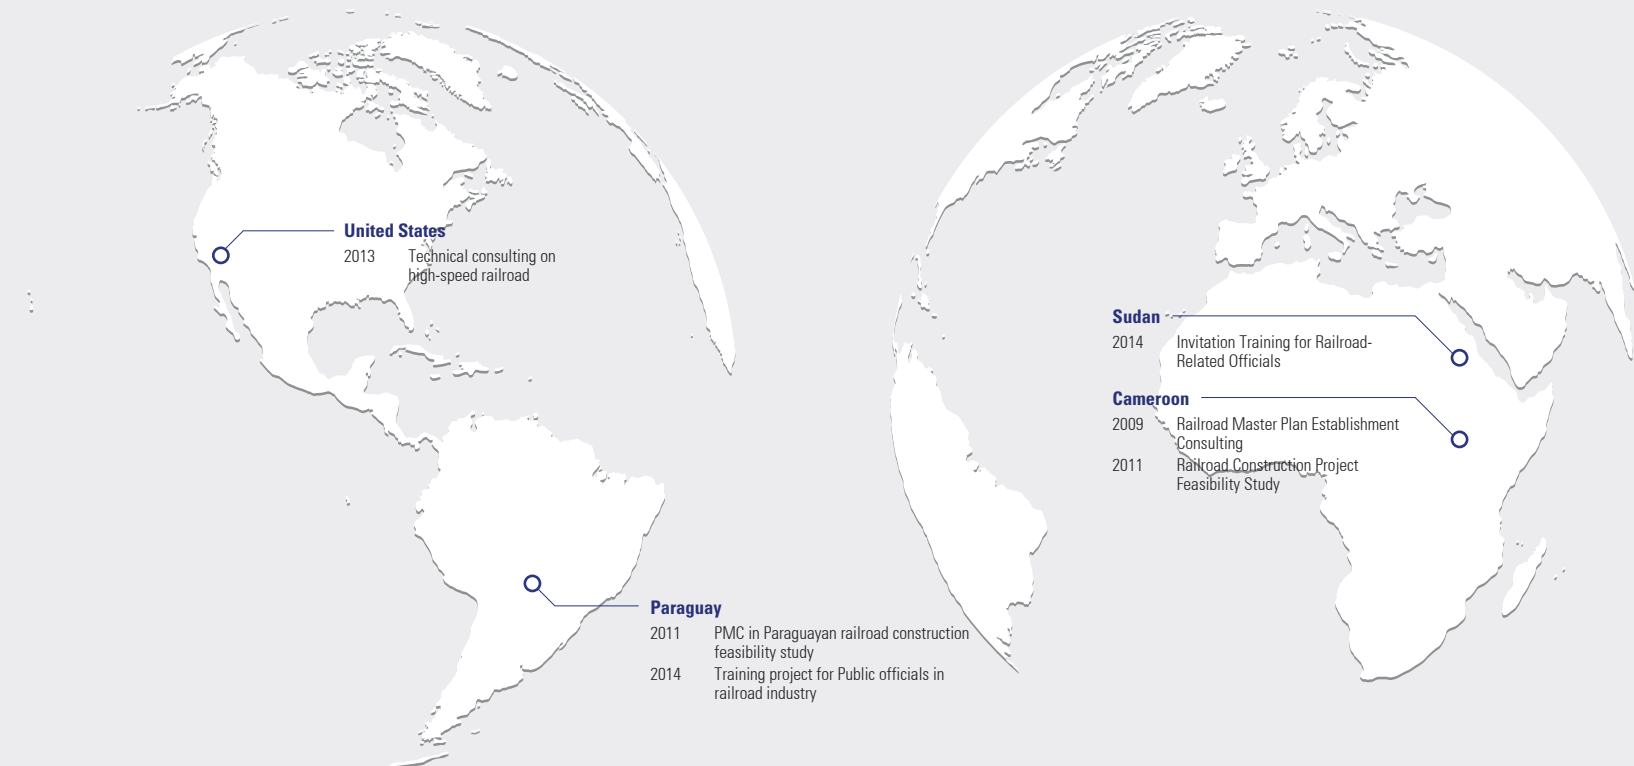 United States
2013 Technical consulting on
high-speed railroad
Sudan
2014 Invitation Training for Railroad-
Related Officials
Cameroon
2009 Railroad Master Plan Establishment
Consulting
2011 Railroad Construction Project
Feasibility Study
Paraguay
2011 PMC in Paraguayan railroad construction
feasibility study
2014 Training project for Public officials in
railroad industry